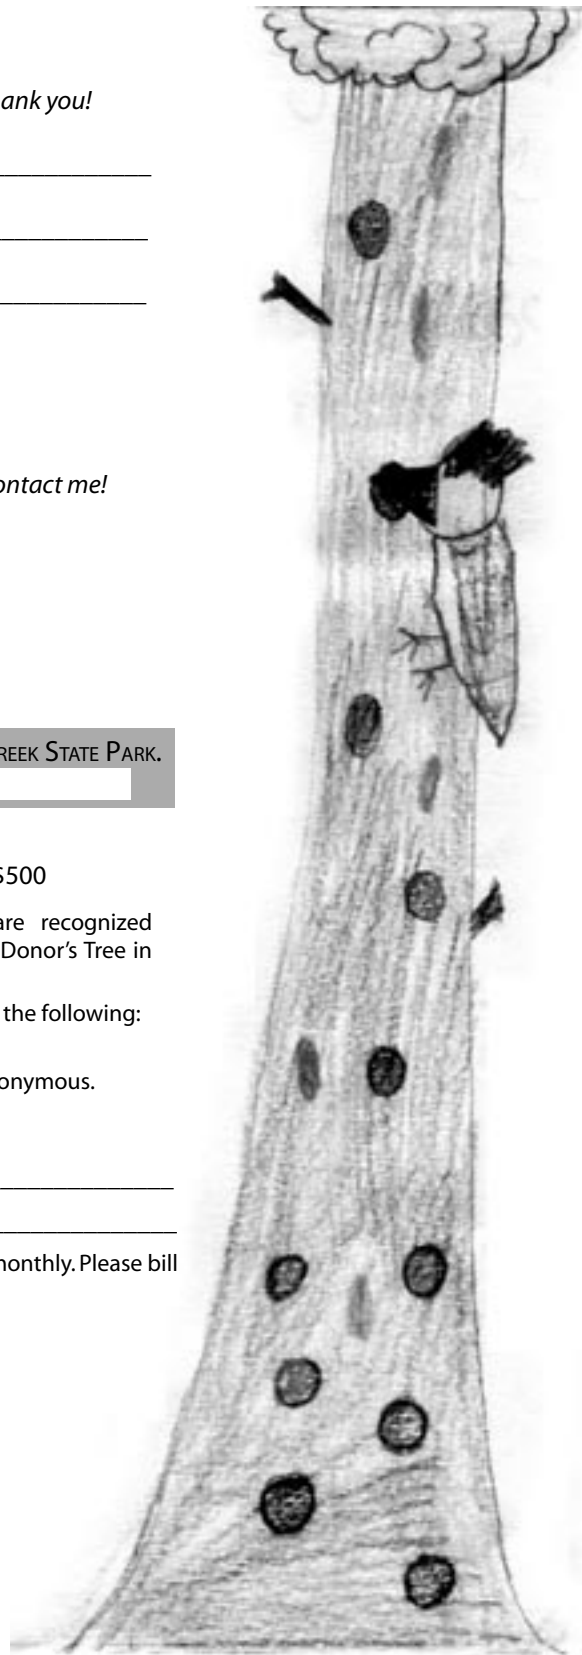 ank you!
ontact me!
REEK STATE PARK.
$500
are recognized
Donor's Tree in
the following:
onymous.
monthly. Please bill